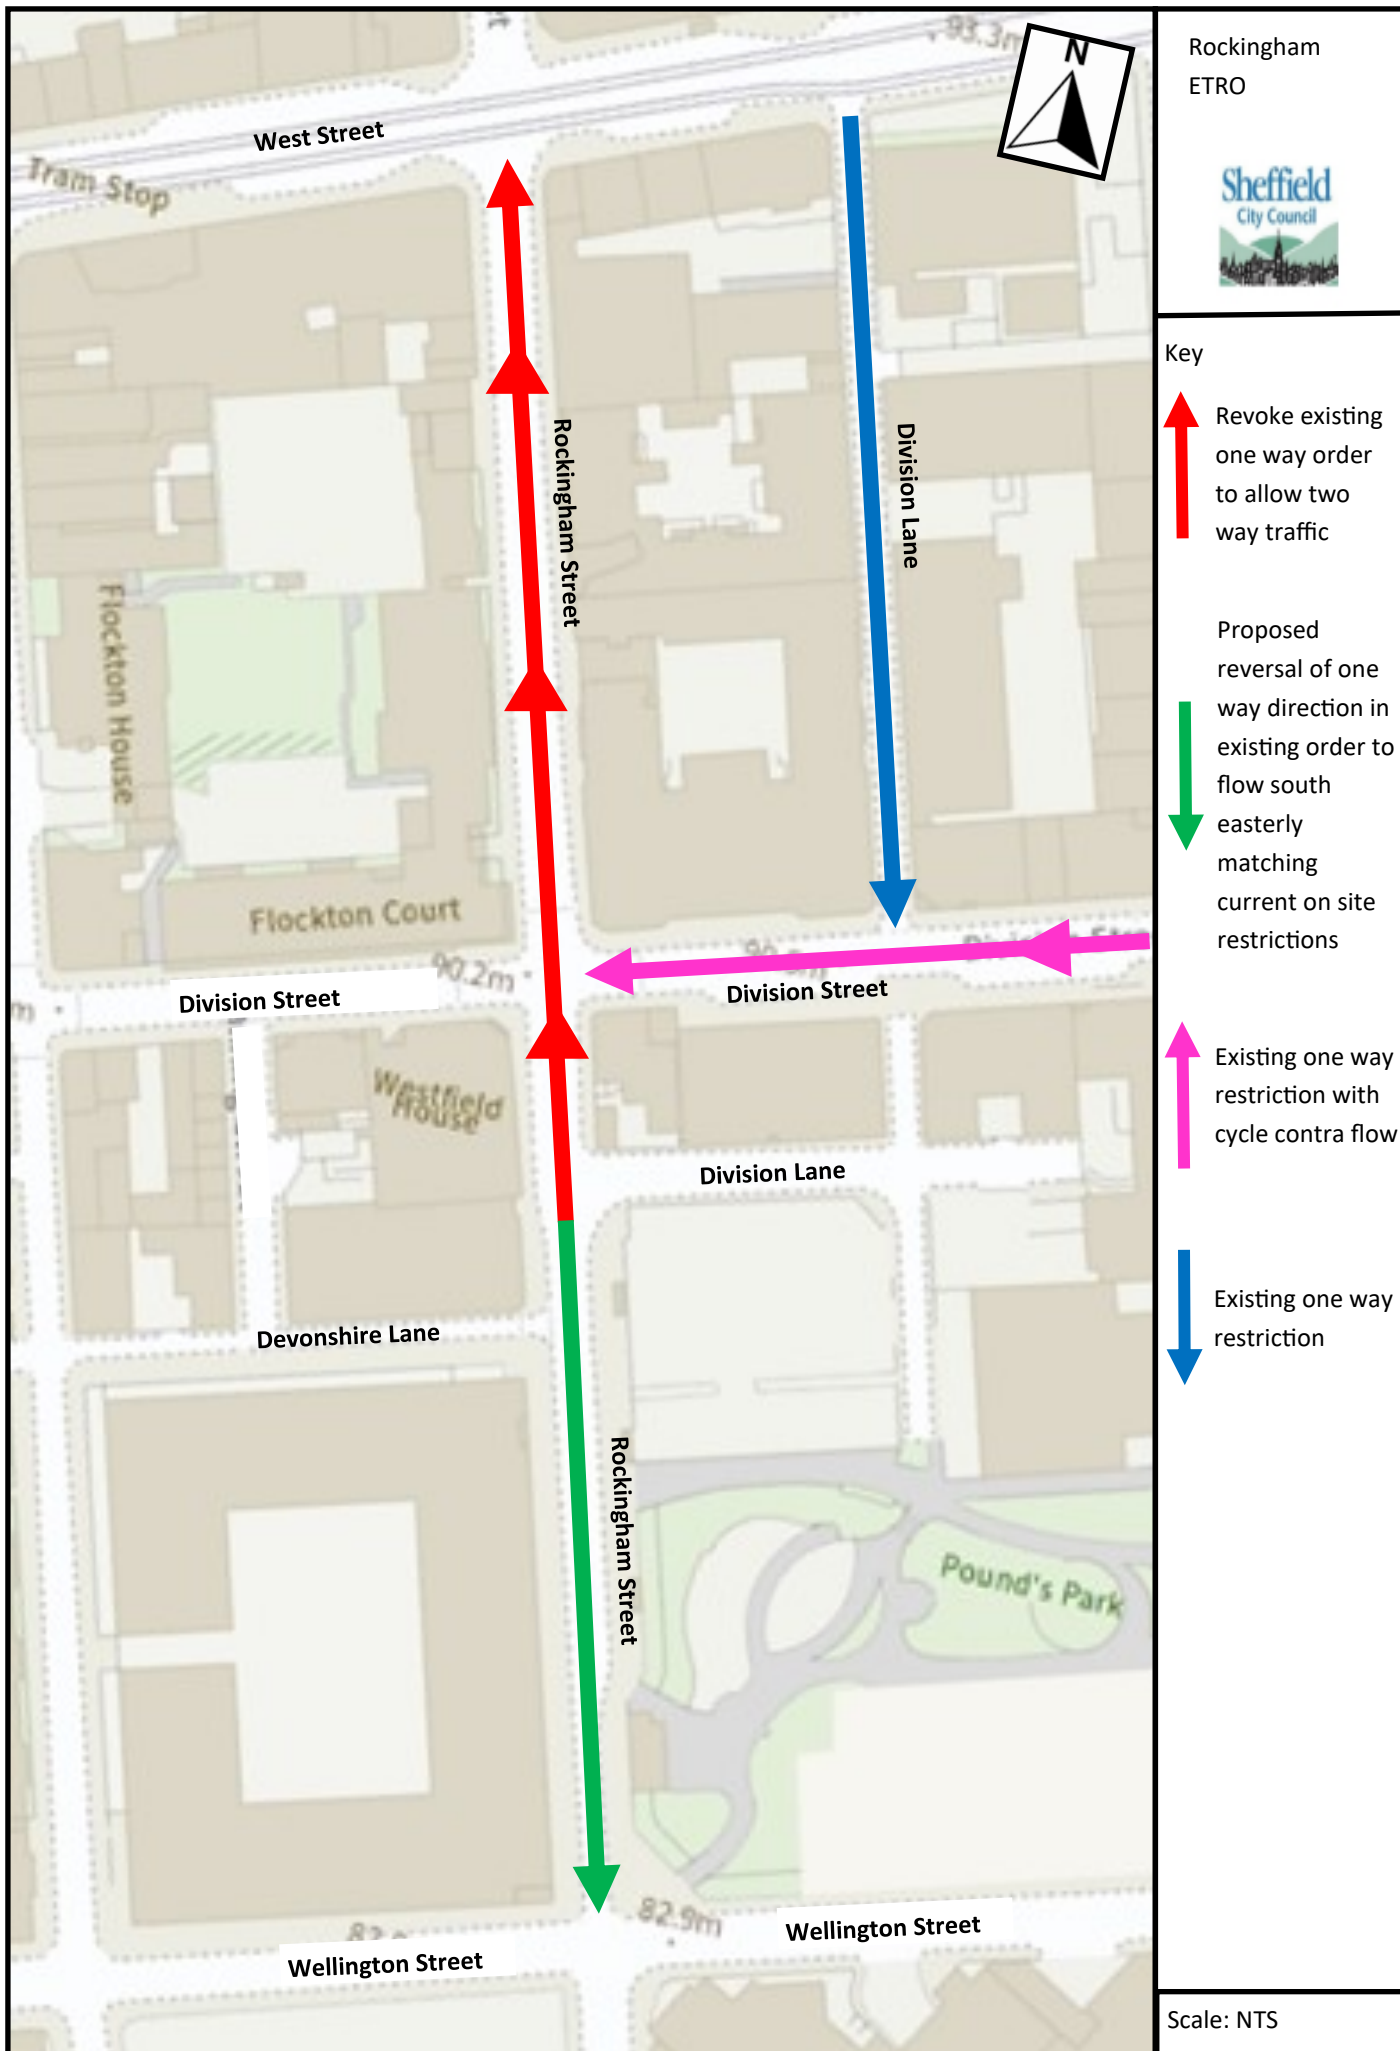 93.3m
N
West Street
Tram Stop
Rockingham Street
Division Lane
Flockton House
Flockton Court
90.2m
Division Street
Division Street
Westfield
House
Division Lane
Devonshire Lane
Rockingham Street
Pound's Park
82.9m
Wellington Street
Wellington Street
Rockingham
ETRO
Sheffield
City Council
Key
Revoke existing
one way order
to allow two
way traffic
Proposed
reversal of one
way direction in
existing order to
flow south
easterly
matching
current on site
restrictions
Existing one way
restriction with
cycle contra flow
Existing one way
restriction
Scale: NTS